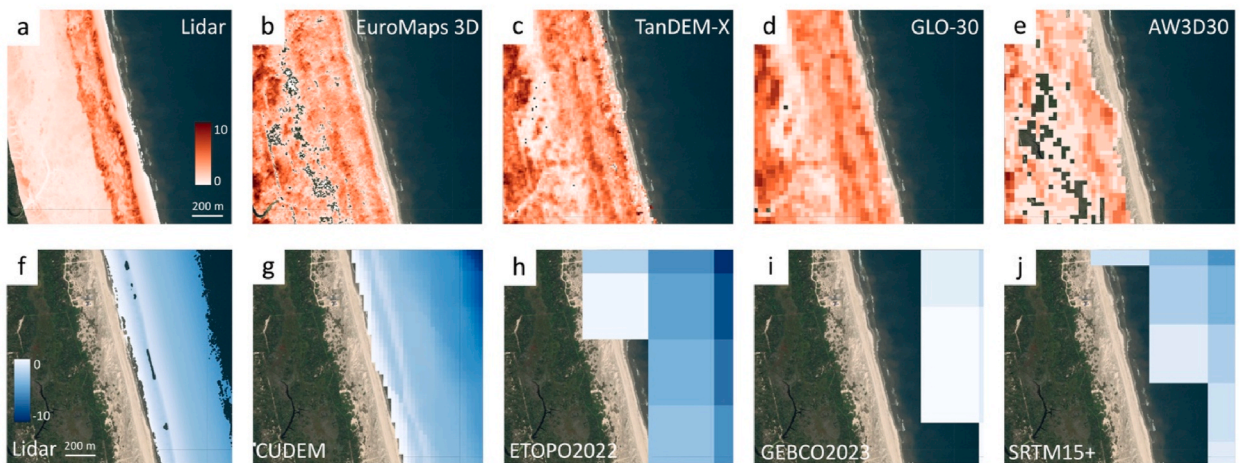 a Lidar
b EuroMaps 3D
c TanDEM-X
d GLO-30
e AW3D30
10
0
200 m
f
g
h
i
j
0
-10
Lidar 200 m
CUDEM
ETOPO2022
GEBCO2023
SRTM15+